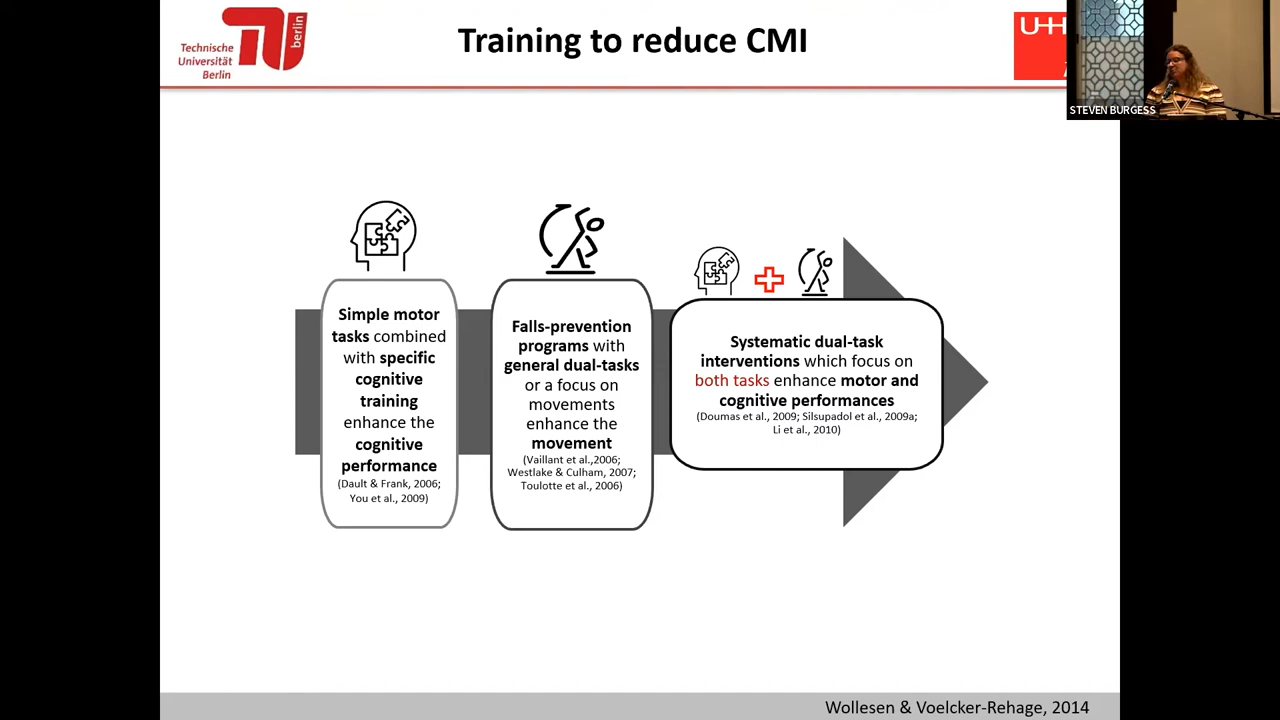 Technische
Universität
Berlin
berlin
Training to reduce CMI
STEVEN BURGESS
Simple motor
tasks combined
with specific
cognitive
training
enhance the
cognitive
performance
(Dault & Frank, 2006;
You et al., 2009)
Falls-prevention
programs with
general dual-tasks
or a focus on
movements
enhance the
movement
(Vaillant et al.,2006;
Westlake & Culham, 2007;
Toulotte et al., 2006)
Systematic dual-task
interventions which focus on
both tasks enhance motor and
cognitive performances
(Doumas et al., 2009; Silsupadol et al., 2009a;
Li et al., 2010)
Wollesen & Voelcker-Rehage, 2014